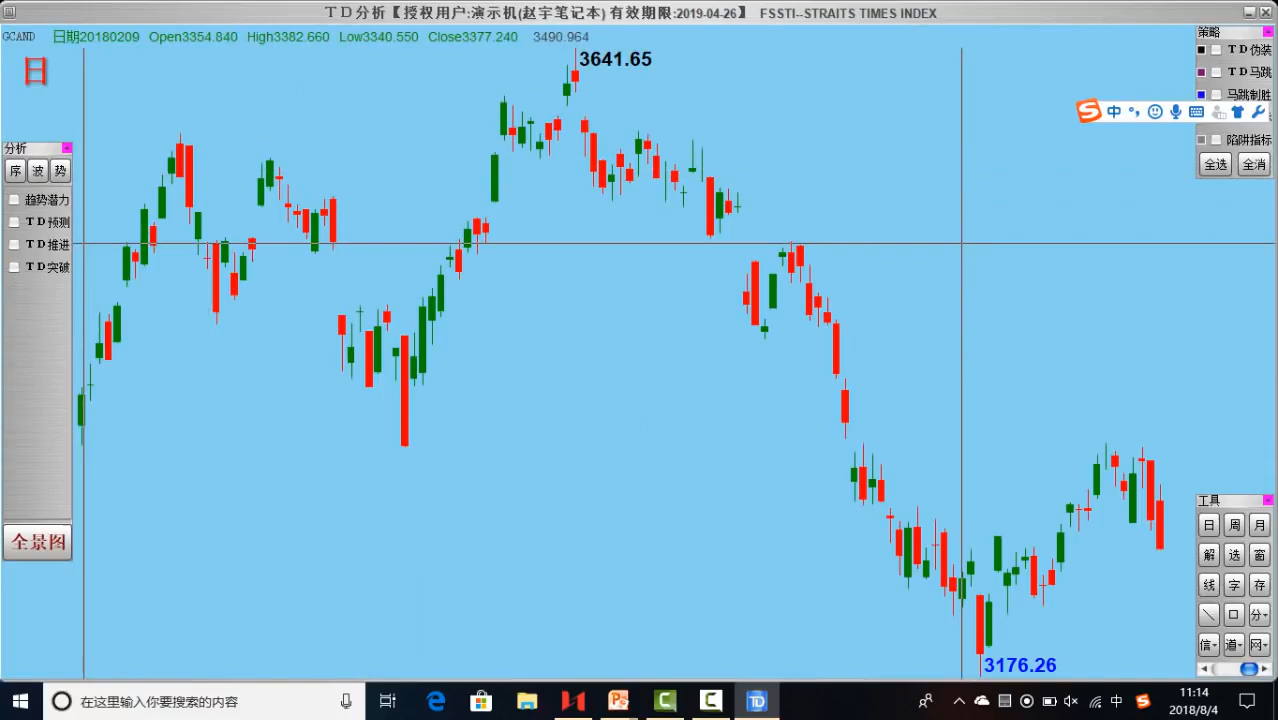 TD分析【授权用户:演示机(赵宇笔记本) 有效期限:2019-04-26】 FSSTI--STRAITS TIMES INDEX
GCAND 日期20180209 Open3354.840 High3382.660 Low3340.550 Close3377.240 3490.964
日
3641.65
3176.26
分析
序 波 势
趋势潜力
TD预测
TD推进
TD突破
全景图
策略
TD伪装
TD马跳
马跳制胜
中
陷阱指标
全选 全消
工具
日 周 月
解 选 窗
线 字 存
分
信 道 网
在这里输入你要搜索的内容
TD
中
11:14
2018/8/4